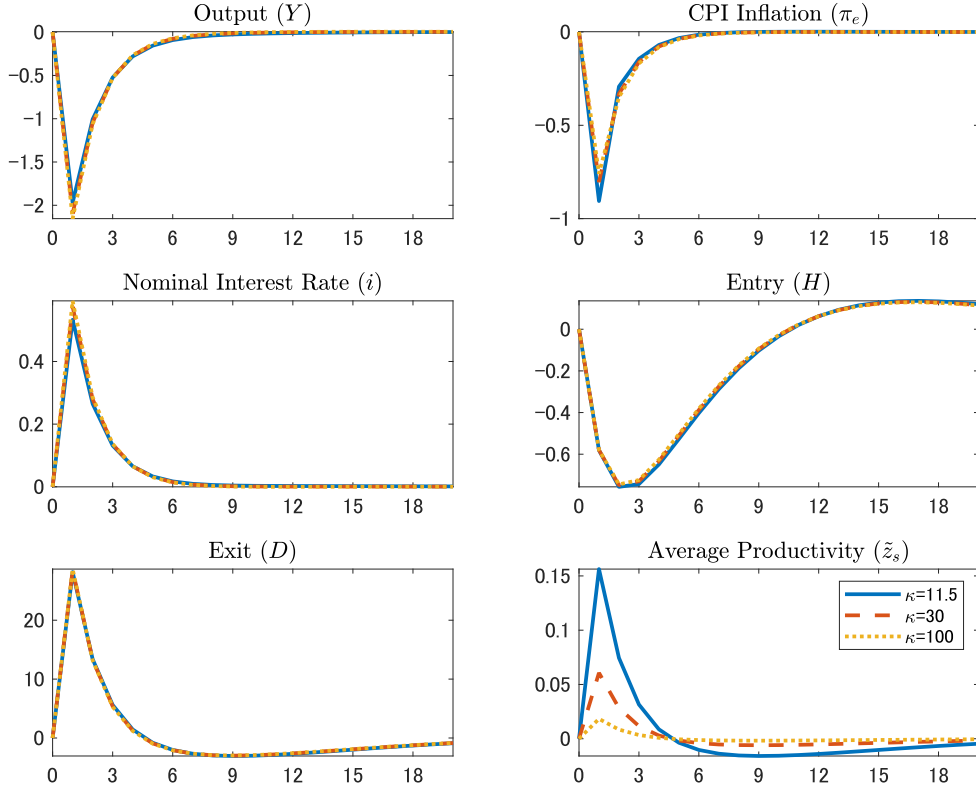 Output (Y)
0
−0.5
−1
−1.5
−2
0 3 6 9 12 15 18
CPI Inflation (π_e)
0
−0.5
−1
0 3 6 9 12 15 18
Nominal Interest Rate (i)
0.4
0.2
0
0 3 6 9 12 15 18
Entry (H)
0
−0.2
−0.4
−0.6
0 3 6 9 12 15 18
Exit (D)
20
10
0
0 3 6 9 12 15 18
Average Productivity (z̃_s)
0.15
0.1
0.05
0
κ=11.5
κ=30
κ=100
0 3 6 9 12 15 18